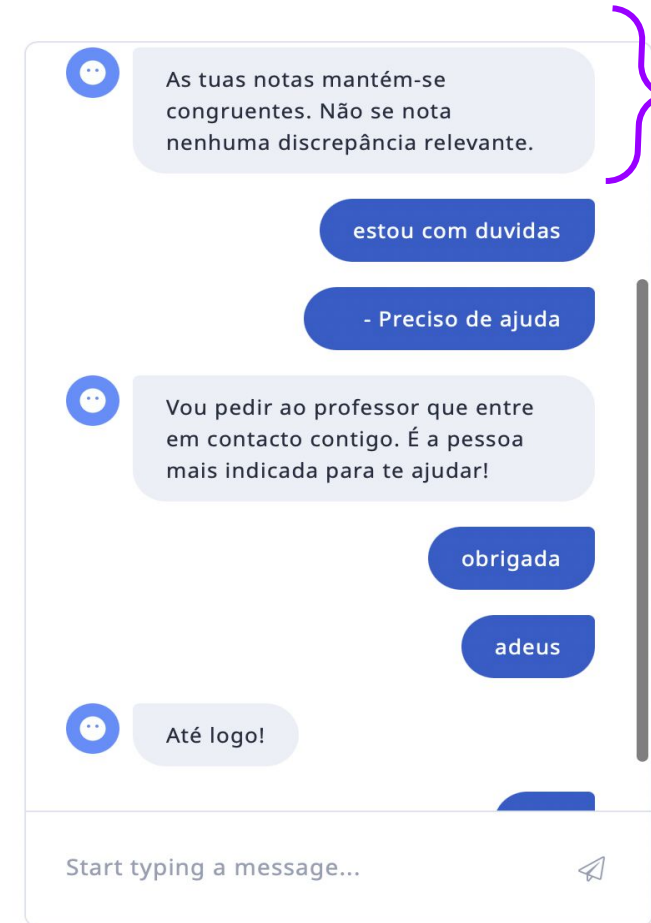 As tuas notas mantém-se
congruentes. Não se nota
nenhuma discrepância relevante.
estou com duvidas
- Preciso de ajuda
Vou pedir ao professor que entre
em contacto contigo. É a pessoa
mais indicada para te ajudar!
obrigada
adeus
Até logo!
Start typing a message...